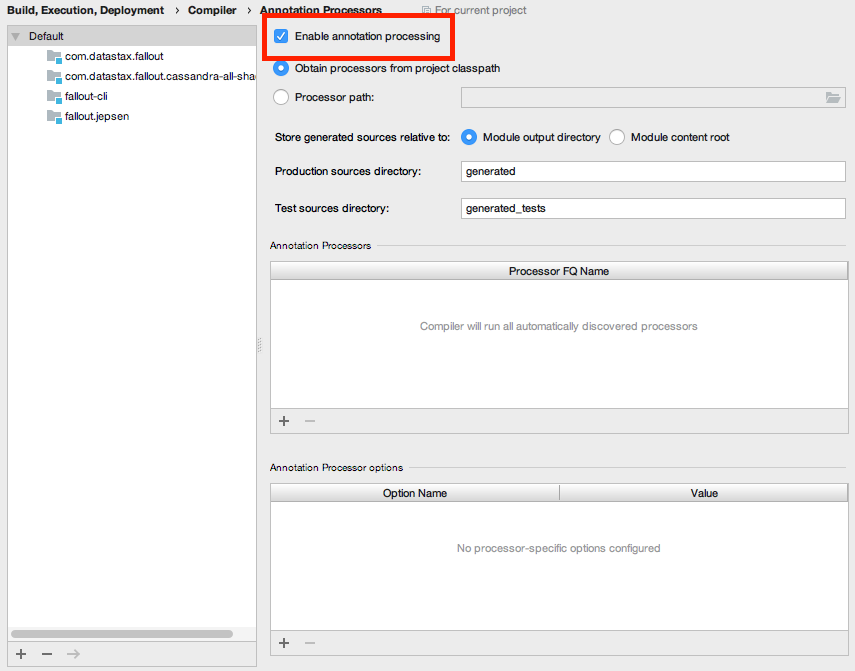 Build, Execution, Deployment › Compiler › Annotation Processors For current project
Default
com.datastax.fallout
com.datastax.fallout.cassandra-all-sha
fallout-cli
fallout.jepsen
Enable annotation processing
Obtain processors from project classpath
Processor path:
Store generated sources relative to: Module output directory Module content root
Production sources directory: generated
Test sources directory: generated_tests
Annotation Processors
Processor FQ Name
Compiler will run all automatically discovered processors
Annotation Processor options
Option Name Value
No processor-specific options configured